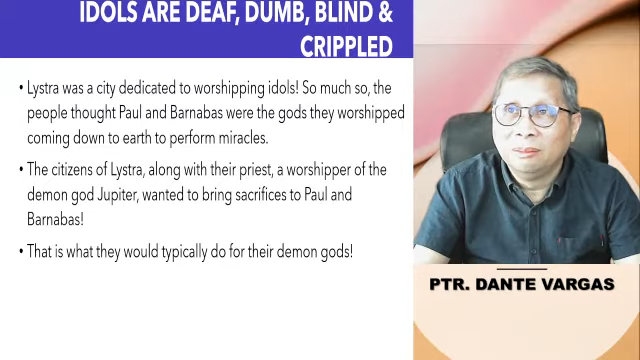 IDOLS ARE DEAF, DUMB, BLIND &
CRIPPLED
• Lystra was a city dedicated to worshipping idols! So much so, the
people thought Paul and Barnabas were the gods they worshipped
coming down to earth to perform miracles.
• The citizens of Lystra, along with their priest, a worshipper of the
demon god Jupiter, wanted to bring sacrifices to Paul and
Barnabas!
• That is what they would typically do for their demon gods!
PTR. DANTE VARGAS